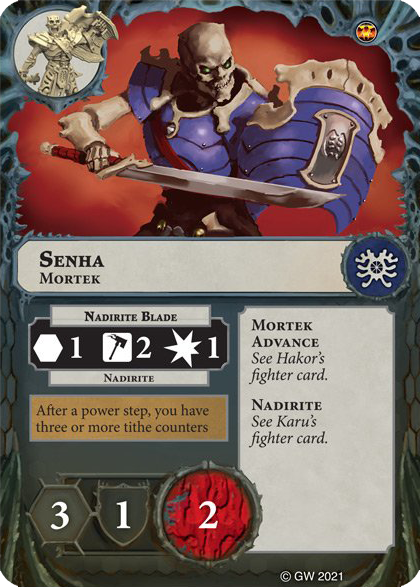 SENHA
MORTEK
NADIRITE BLADE
1 2 1
NADIRITE
After a power step, you have
three or more tithe counters
MORTEK
ADVANCE
See Hakor's
fighter card.
NADIRITE
See Karu's
fighter card.
3 1 2
© GW 2021